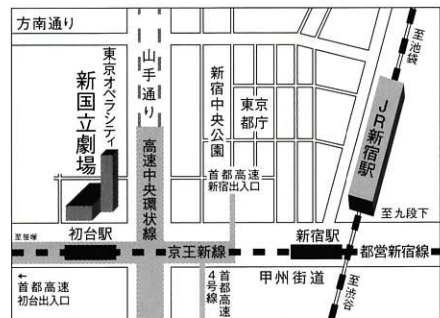 方南通り
山手通り
東京オペラシティ
新国立劇場
高速中央環状線
新宿中央公園
東京
都庁
首都高速
新宿出入口
至池袋
JR新宿駅
至九段下
至笹塚
初台駅
京王新線
新宿駅
都営新宿線
←
首都高速
初台出入口
首都高速
4号線
甲州街道
至渋谷